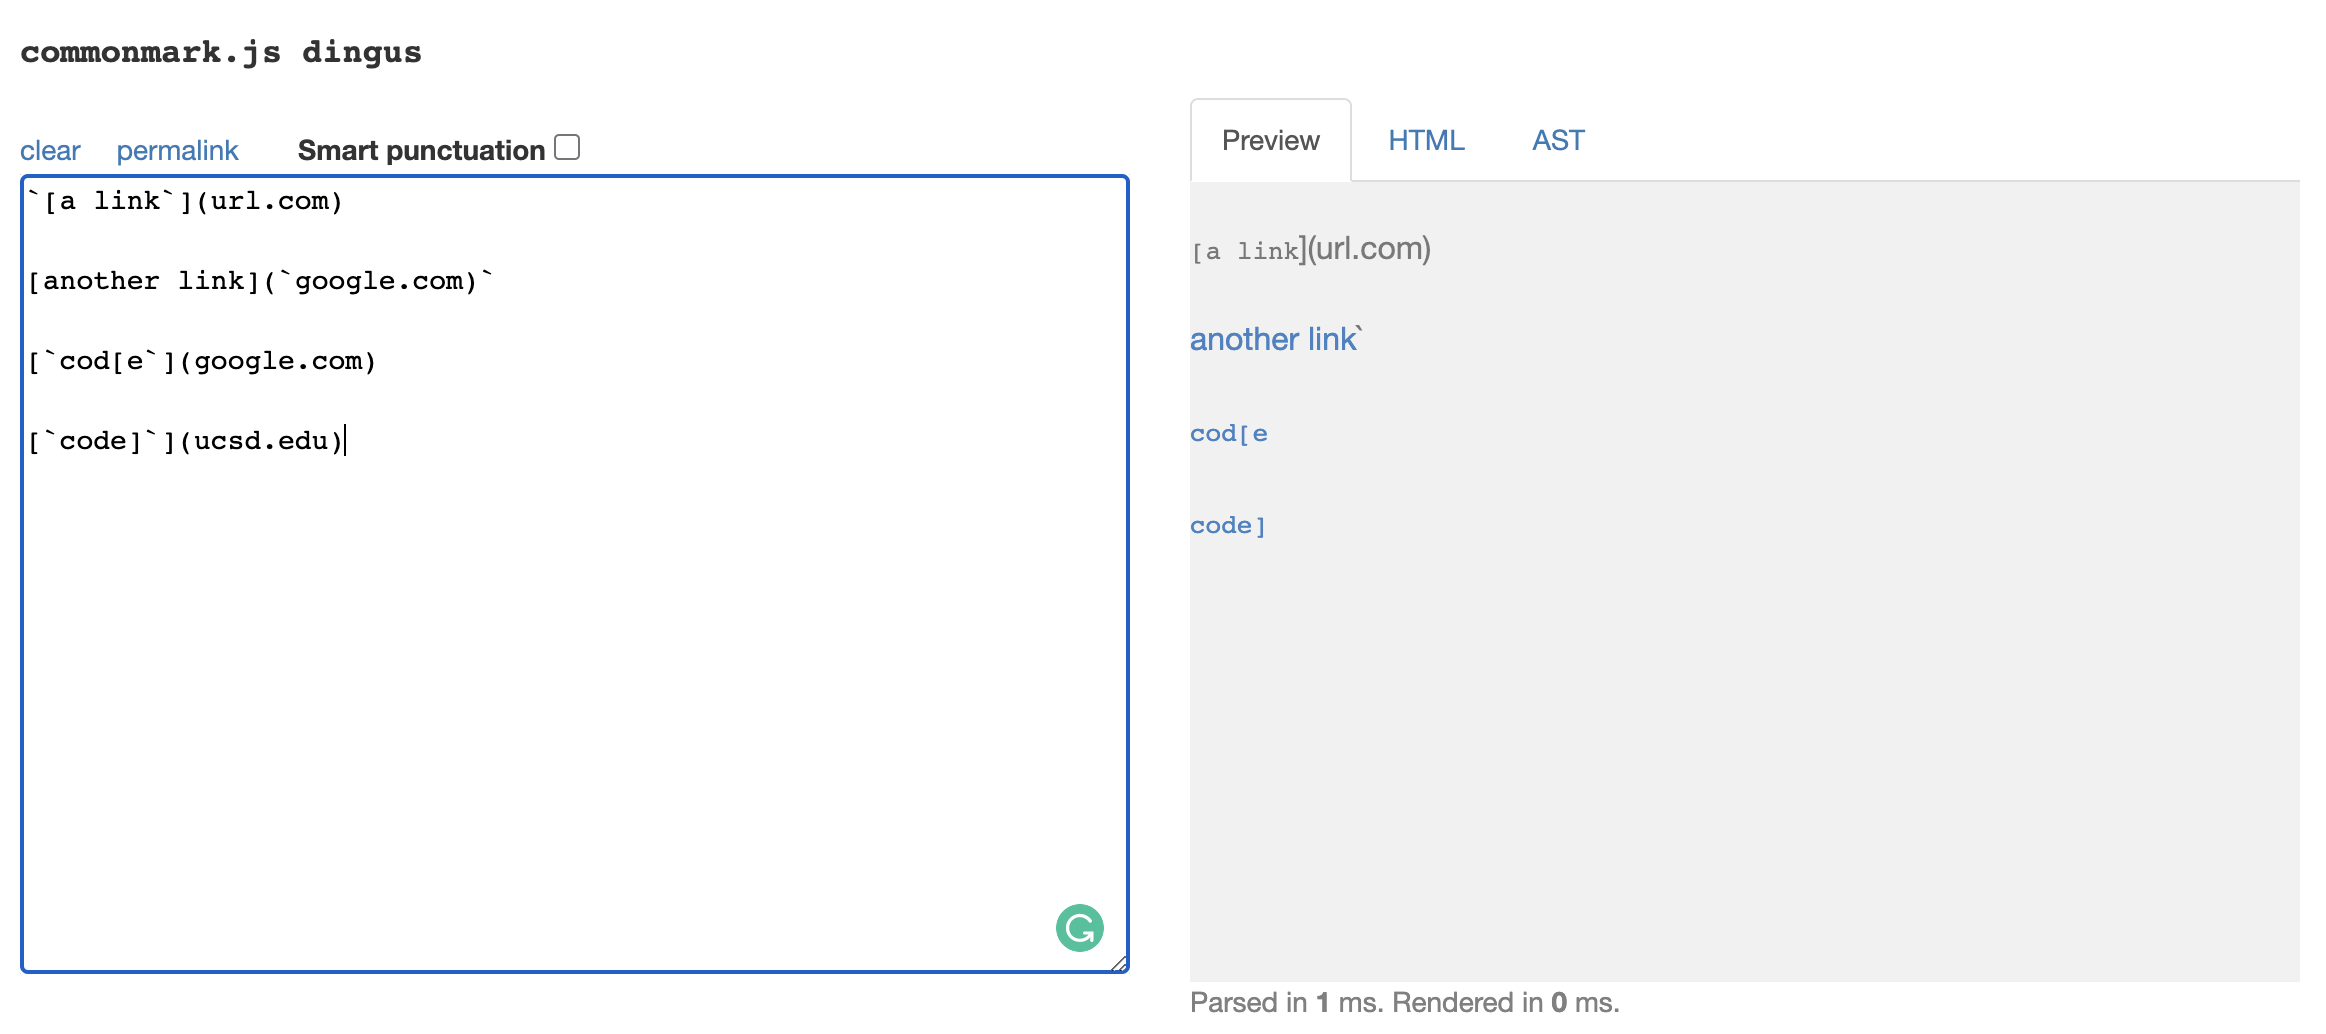 commonmark.js dingus
clear permalink Smart punctuation
`[a link`](url.com)
[another link](`google.com)`
[`cod[e`](google.com)
[`code]`](ucsd.edu)
Preview HTML AST
[a link](url.com)
another link`
cod[e
code]
Parsed in 1 ms. Rendered in 0 ms.